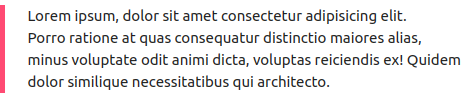 Lorem ipsum, dolor sit amet consectetur adipisicing elit.
Porro ratione at quas consequatur distinctio maiores alias,
minus voluptate odit animi dicta, voluptas reiciendis ex! Quidem
dolor similique necessitatibus qui architecto.